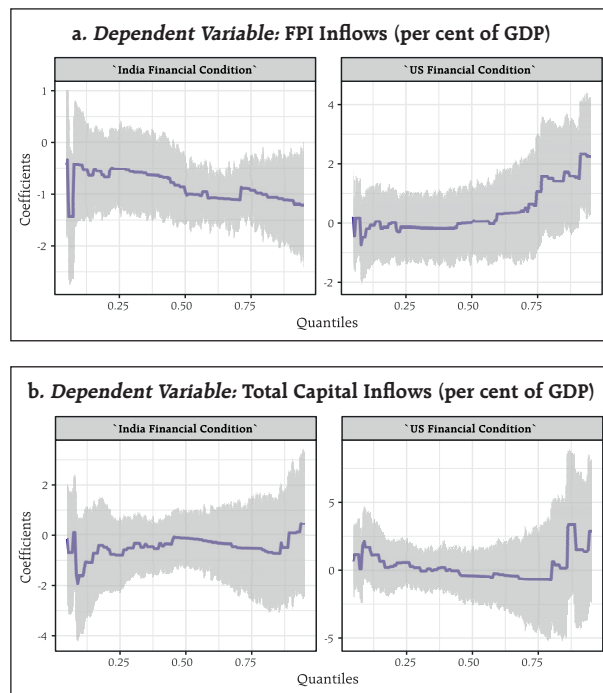 a. Dependent Variable: FPI Inflows (per cent of GDP)
`India Financial Condition`
`US Financial Condition`
Coefficients
1
0
-1
-2
4
2
0
-2
0.25
0.50
0.75
0.25
0.50
0.75
Quantiles
b. Dependent Variable: Total Capital Inflows (per cent of GDP)
`India Financial Condition`
`US Financial Condition`
Coefficients
2
0
-2
-4
5
0
-5
0.25
0.50
0.75
0.25
0.50
0.75
Quantiles